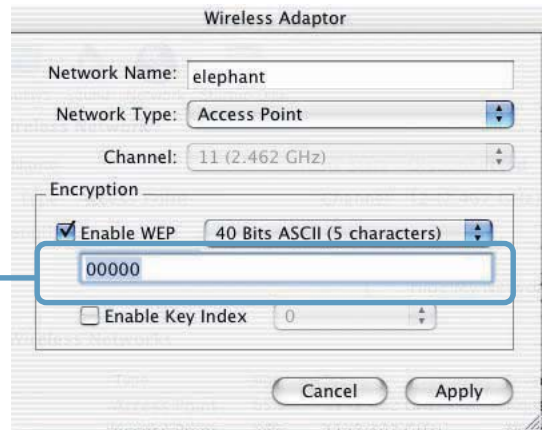 Wireless Adaptor
Network Name: elephant
Network Type: Access Point
Channel: 11 (2.462 GHz)
Encryption
Enable WEP 40 Bits ASCII (5 characters)
00000
Enable Key Index 0
Cancel Apply